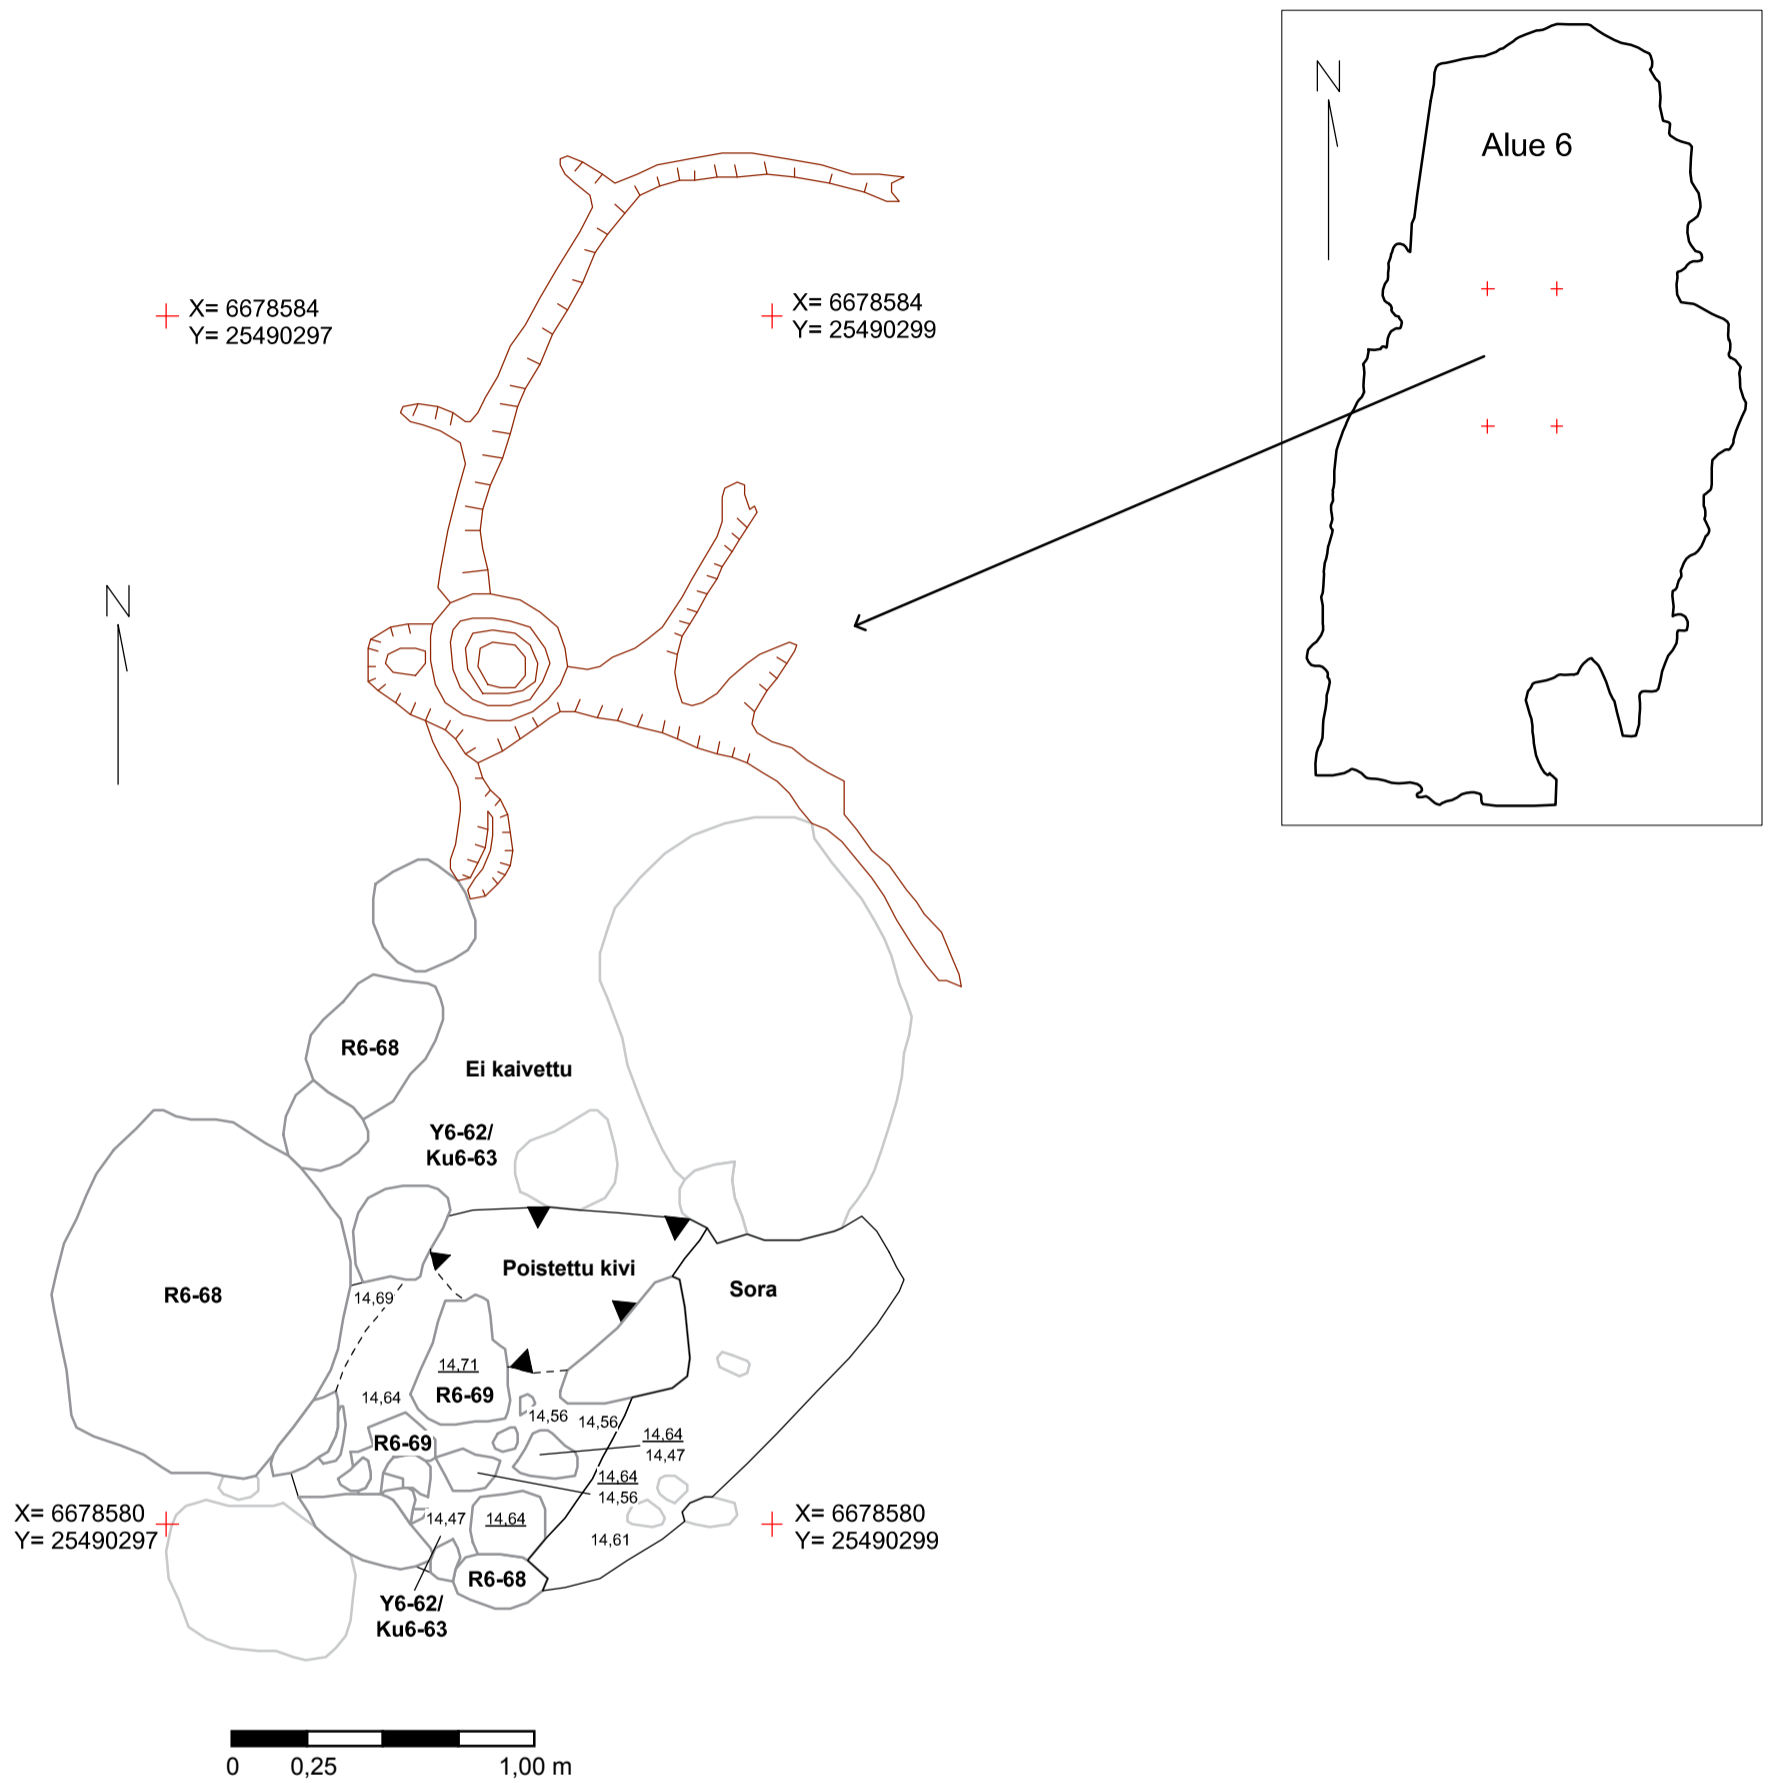 N
Alue 6
X= 6678584
Y= 25490297
X= 6678584
Y= 25490299
N
R6-68
Ei kaivettu
Y6-62/
Ku6-63
Poistettu kivi
Sora
R6-68
14,69
14,71
R6-69
14,64
14,56
14,56
14,64
14,47
R6-69
14,64
14,56
X= 6678580
Y= 25490297
14,47
14,64
14,61
X= 6678580
Y= 25490299
R6-68
Y6-62/
Ku6-63
0
0,25
1,00 m